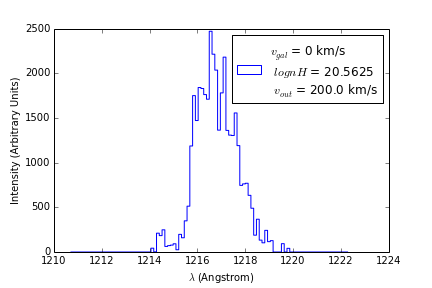 2500
2000
1500
1000
500
0
Intensity (Arbitrary Units)
v_gal = 0 km/s
lognH = 20.5625
v_out = 200.0 km/s
1210 1212 1214 1216 1218 1220 1222 1224
λ (Angstrom)